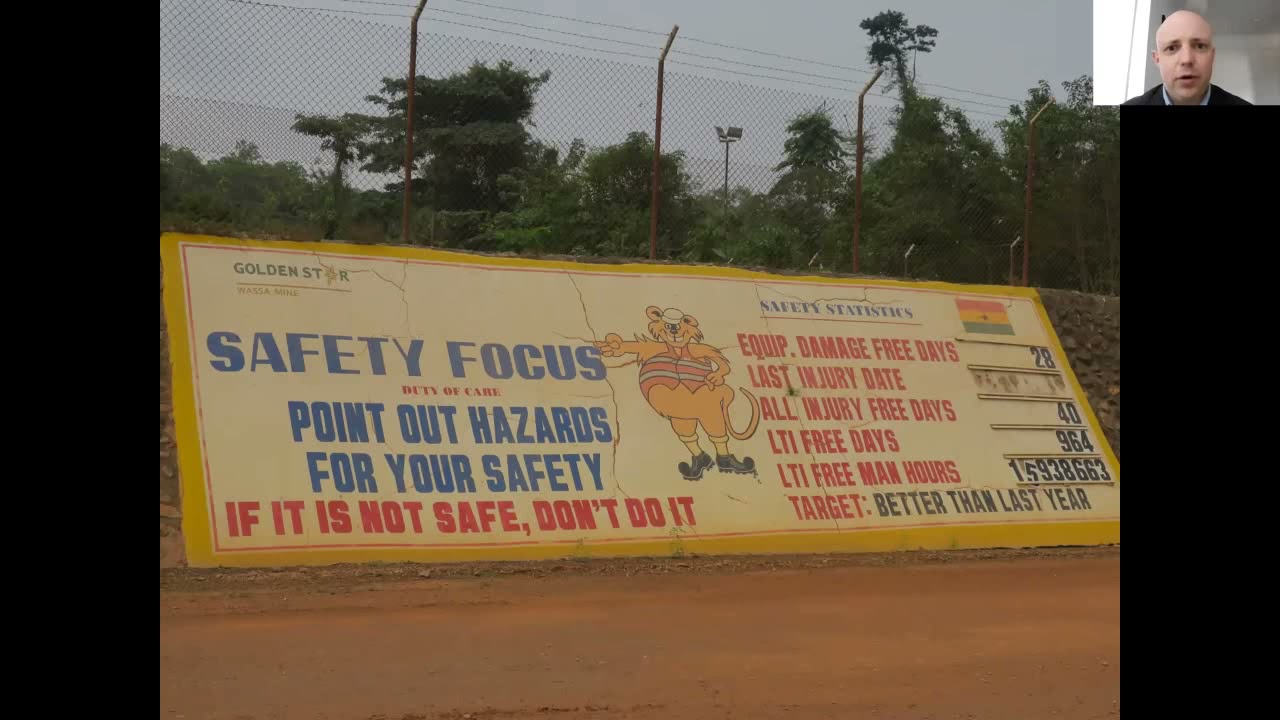 GOLDEN STAR
WASSA MINE
SAFETY FOCUS
DUTY OF CARE
POINT OUT HAZARDS
FOR YOUR SAFETY
IF IT IS NOT SAFE, DON'T DO IT
SAFETY STATISTICS
EQUIP. DAMAGE FREE DAYS 28
LAST INJURY DATE
ALL INJURY FREE DAYS 40
LTI FREE DAYS 964
LTI FREE MAN HOURS 15938663
TARGET: BETTER THAN LAST YEAR